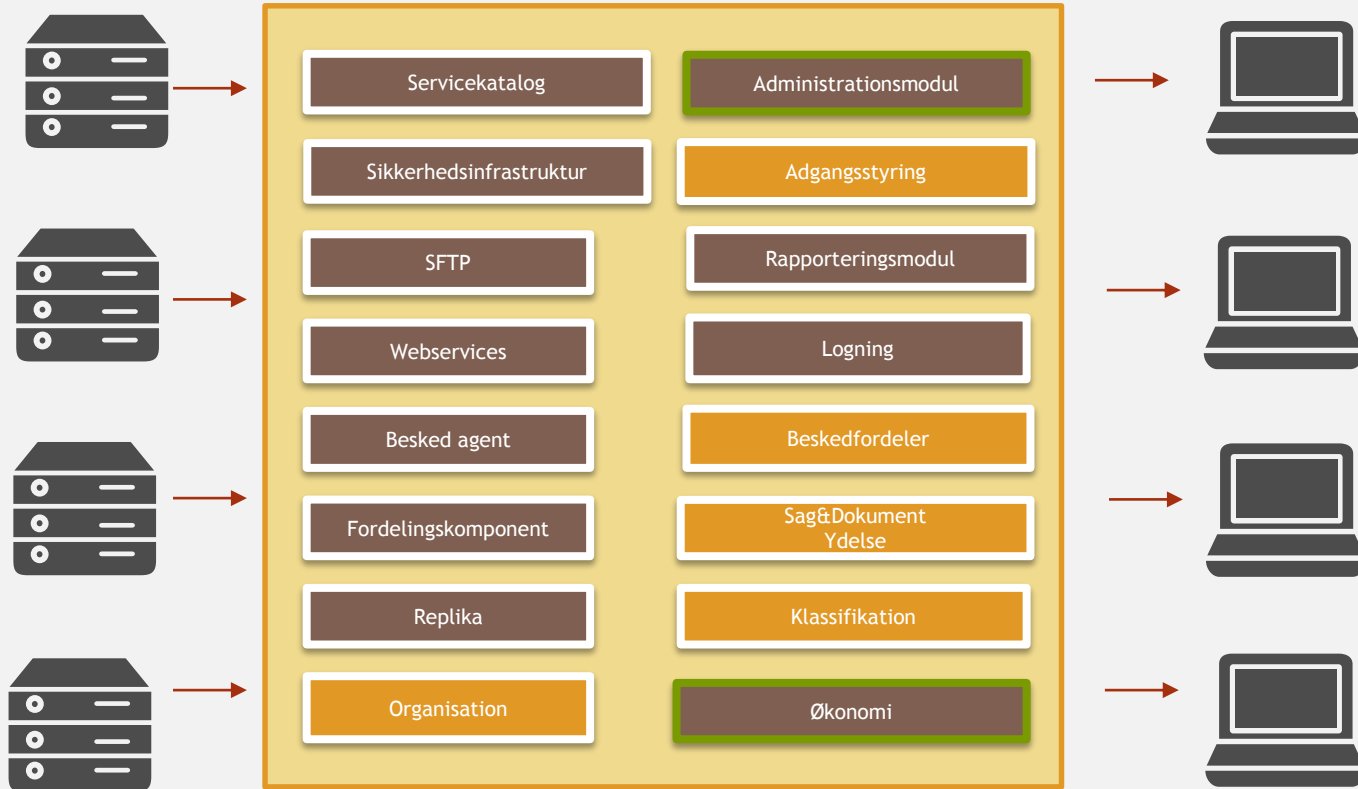 Servicekatalog
Administrationsmodul
Sikkerhedsinfrastruktur
Adgangsstyring
SFTP
Rapporteringsmodul
Webservices
Logning
Besked agent
Beskedfordeler
Fordelingskomponent
Sag&Dokument
Ydelse
Replika
Klassifikation
Organisation
Økonomi